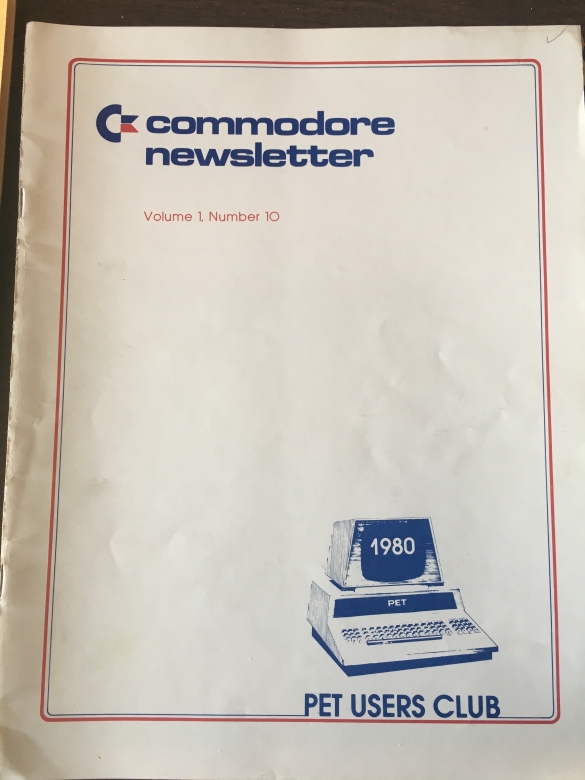 commodore
newsletter
Volume 1, Number 10
1980
PET
PET USERS CLUB